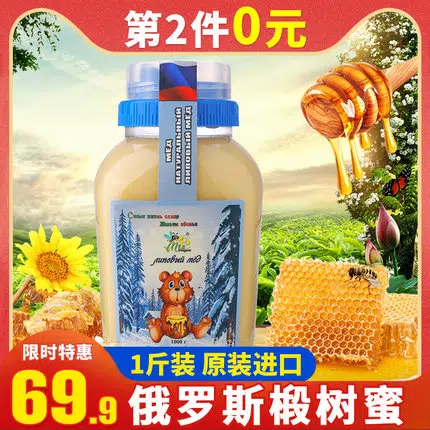 第2件0元
МЁД
НАТУРАЛЬНЫЙ
ЛИПОВЫЙ МЁД
липовый мёд
1000 г
1斤装 原装进口
限时特惠
69.9
俄罗斯椴树蜜